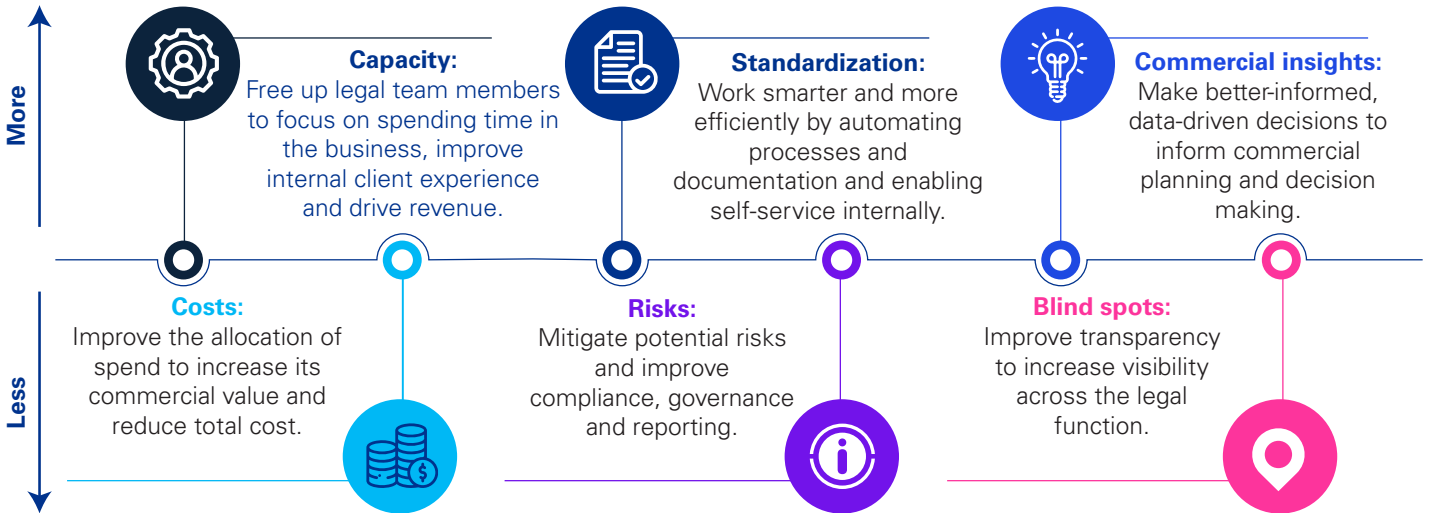 More
Capacity:
Free up legal team members
to focus on spending time in
the business, improve
internal client experience
and drive revenue.
Standardization:
Work smarter and more
efficiently by automating
processes and
documentation and enabling
self-service internally.
Commercial insights:
Make better-informed,
data-driven decisions to
inform commercial
planning and decision
making.
Less
Costs:
Improve the allocation of
spend to increase its
commercial value and
reduce total cost.
$
Risks:
Mitigate potential risks
and improve
compliance, governance
and reporting.
i
Blind spots:
Improve transparency
to increase visibility
across the legal
function.